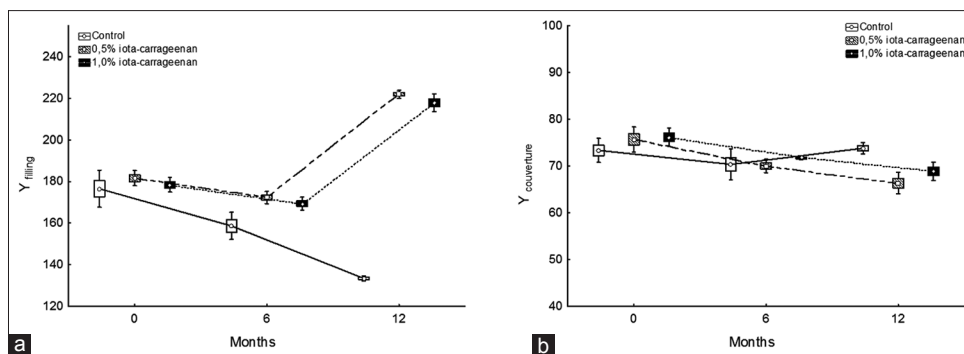 260
240
220
200
180
160
140
120
Y filling
Control
0,5% iota-carrageenan
1,0% iota-carrageenan
0 6 12
Months
a
100
90
80
70
60
50
40
Y couverture
Control
0,5% iota-carrageenan
1,0% iota-carrageenan
0 6 12
Months
b